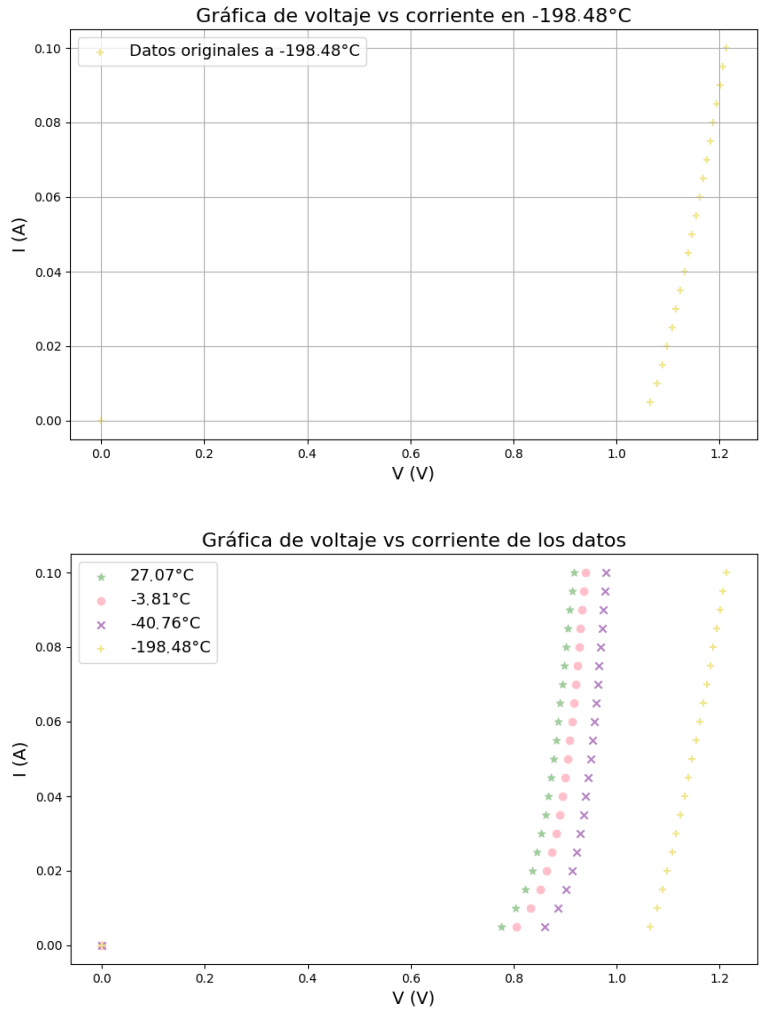 Gráfica de voltaje vs corriente en -198.48°C
Datos originales a -198.48°C
I (A)
0.10
0.08
0.06
0.04
0.02
0.00
0.0 0.2 0.4 0.6 0.8 1.0 1.2
V (V)
Gráfica de voltaje vs corriente de los datos
27.07°C
-3.81°C
-40.76°C
-198.48°C
I (A)
0.10
0.08
0.06
0.04
0.02
0.00
0.0 0.2 0.4 0.6 0.8 1.0 1.2
V (V)